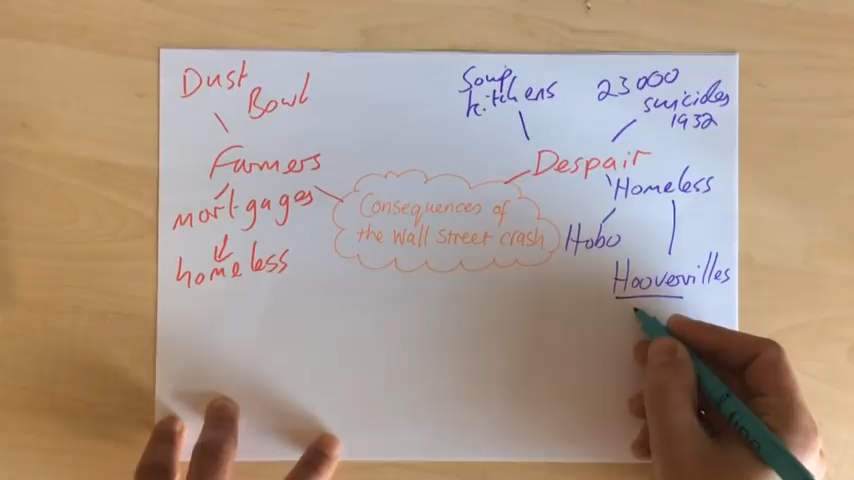 Dust
Bowl
Farmers
mortgages
homeless
Consequences of
the Wall Street crash
Soup
kitchens
23000
suicides
1932
Despair
Homeless
Hobo
Hoovervilles